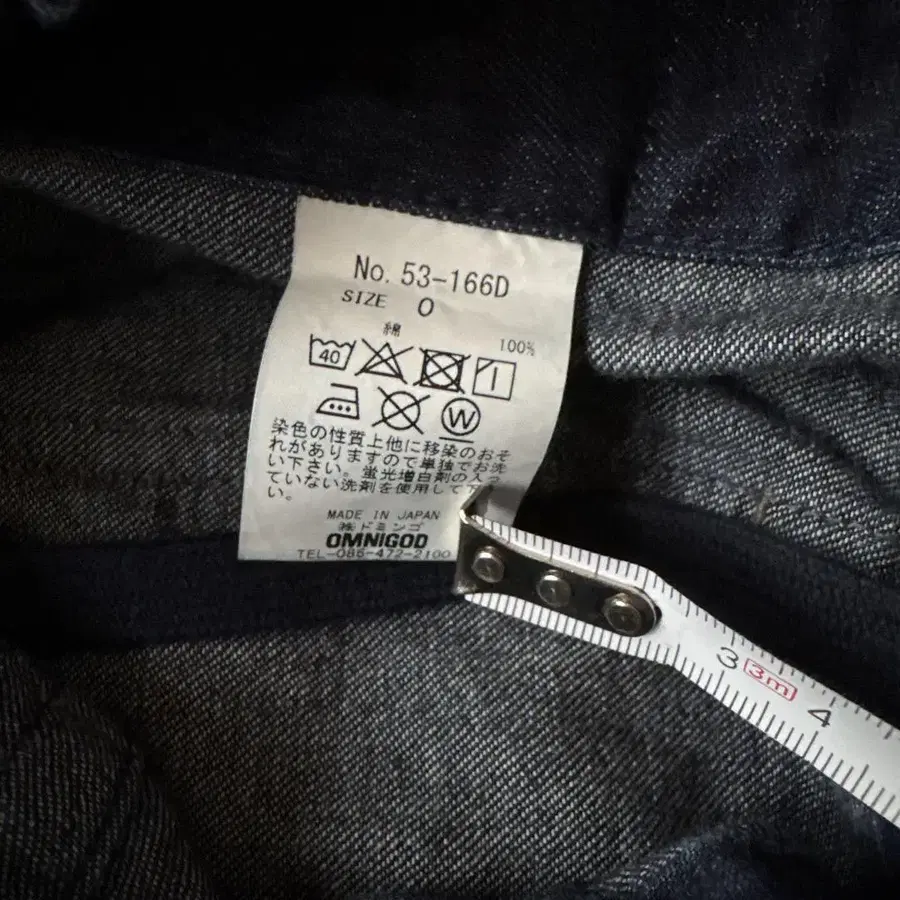 No. 53-166D
SIZE 0
綿 100%
40
W
染色の性質上他に移染のおそ
れがありますので単独でお洗
い下さい。蛍光増白剤の入っ
ていない洗剤を使用して下さ
い。
MADE IN JAPAN
㈱ドミンゴ
OMNIGOD
TEL-086-472-2100
3 3m 4